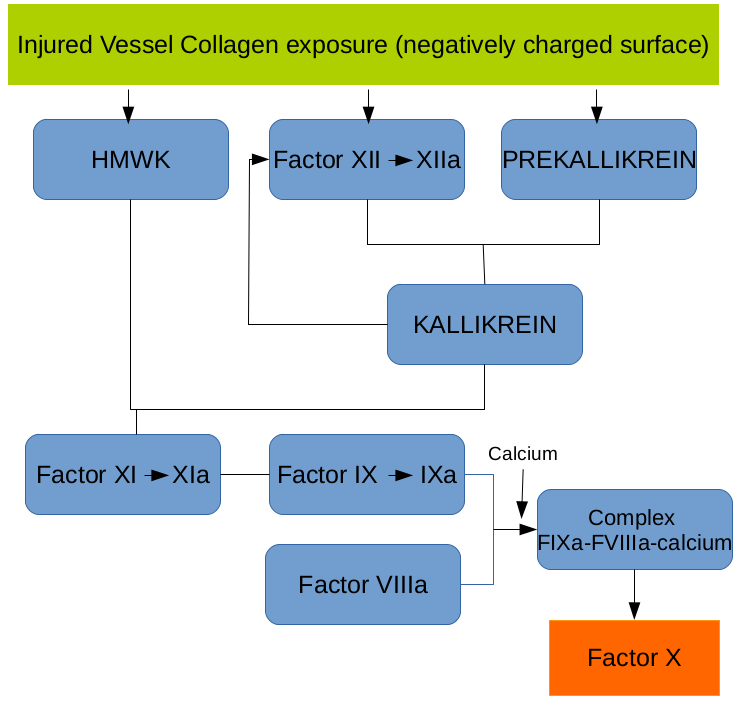 Injured Vessel Collagen exposure (negatively charged surface)
HMWK
Factor XII XIIa
PREKALLIKREIN
KALLIKREIN
Factor XI XIa
Factor IX IXa
Calcium
Complex
FIXa-FVIIIa-calcium
Factor VIIIa
Factor X